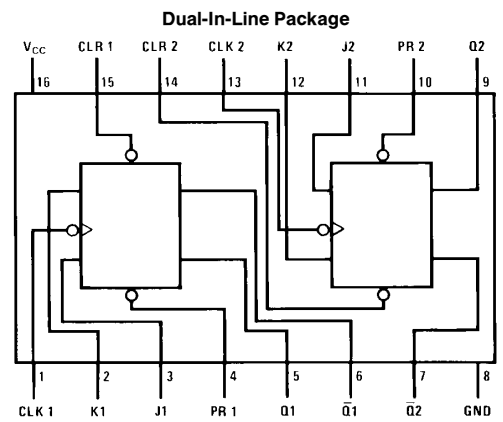 Dual-In-Line Package
VCC CLR 1 CLR 2 CLK 2 K2 J2 PR 2 Q2
16 15 14 13 12 11 10 9
1 2 3 4 5 6 7 8
CLK 1 K1 J1 PR 1 Q1 Q̅1 Q̅2 GND